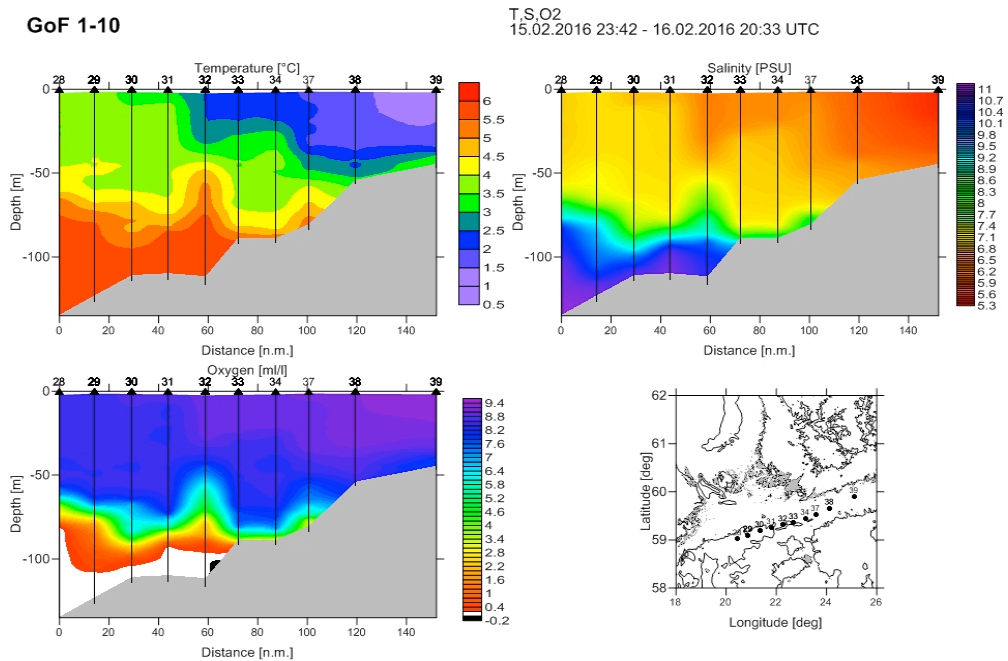 GoF 1-10
T,S,O2
15.02.2016 23:42 - 16.02.2016 20:33 UTC
Temperature [°C]
28 29 30 31 32 33 34 37 38 39
0
-50
-100
Depth [m]
0 20 40 60 80 100 120 140
Distance [n.m.]
6
5.5
5
4.5
4
3.5
3
2.5
2
1.5
1
0.5
Salinity [PSU]
28 29 30 31 32 33 34 37 38 39
0
-50
-100
Depth [m]
0 20 40 60 80 100 120 140
Distance [n.m.]
11
10.7
10.4
10.1
9.8
9.5
9.2
8.9
8.6
8.3
8
7.7
7.4
7.1
6.8
6.5
6.2
5.9
5.6
5.3
Oxygen [ml/l]
28 29 30 31 32 33 34 37 38 39
0
-50
-100
Depth [m]
0 20 40 60 80 100 120 140
Distance [n.m.]
9.4
8.8
8.2
7.6
7
6.4
5.8
5.2
4.6
4
3.4
2.8
2.2
1.6
1
0.4
-0.2
62
61
60
59
58
Latitude [deg]
29 30 31 32 33 34 37 38 39
18 20 22 24 26
Longitude [deg]